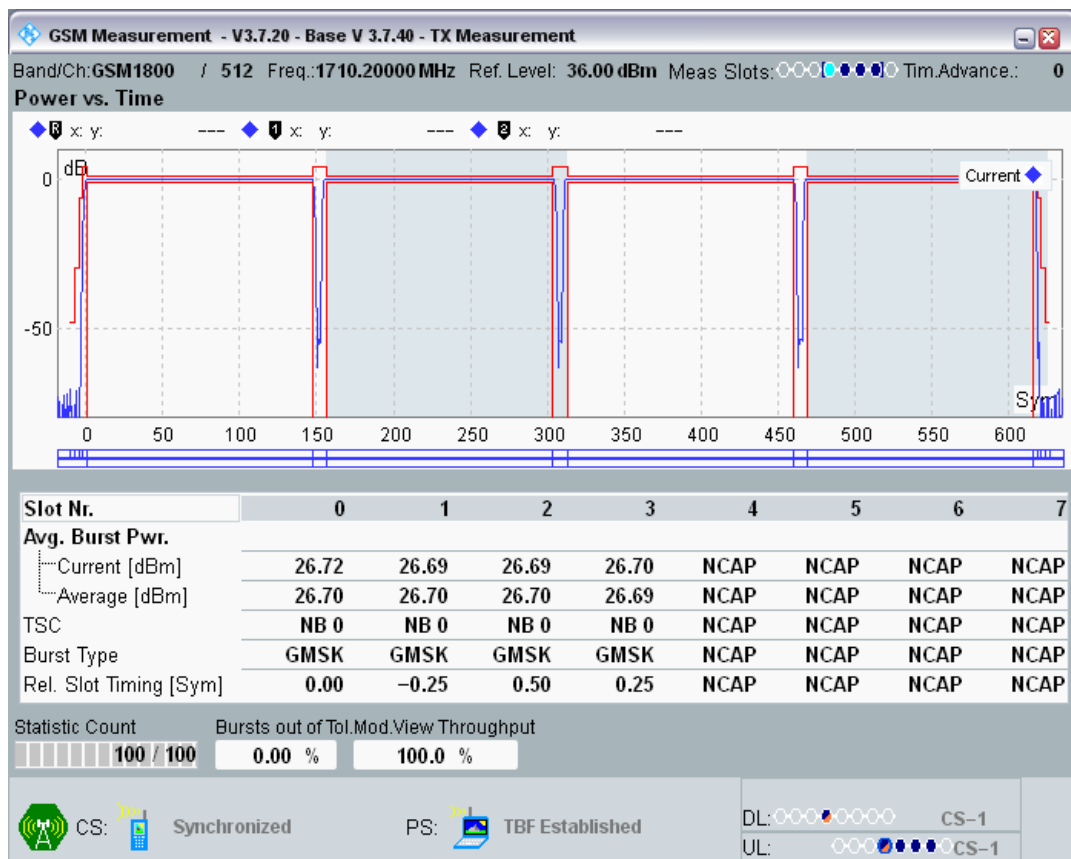 GSM Measurement - V3.7.20 - Base V 3.7.40 - TX Measurement
Band/Ch:GSM1800 / 512 Freq.:1710.20000 MHz Ref. Level: 36.00 dBm Meas Slots: Tim.Advance.: 0
Power vs. Time
R x: y: --- 1 x: y: --- 2 x: y: ---
dB
0
Current
-50
Sym
0 50 100 150 200 250 300 350 400 450 500 550 600
Slot Nr. 0 1 2 3 4 5 6 7
Avg. Burst Pwr.
Current [dBm] 26.72 26.69 26.69 26.70 NCAP NCAP NCAP NCAP
Average [dBm] 26.70 26.70 26.70 26.69 NCAP NCAP NCAP NCAP
TSC NB 0 NB 0 NB 0 NB 0 NCAP NCAP NCAP NCAP
Burst Type GMSK GMSK GMSK GMSK NCAP NCAP NCAP NCAP
Rel. Slot Timing [Sym] 0.00 −0.25 0.50 0.25 NCAP NCAP NCAP NCAP
Statistic Count Bursts out of Tol.Mod.View Throughput
100 / 100 0.00 % 100.0 %
CS: Synchronized PS: TBF Established
DL: CS−1
UL: CS−1